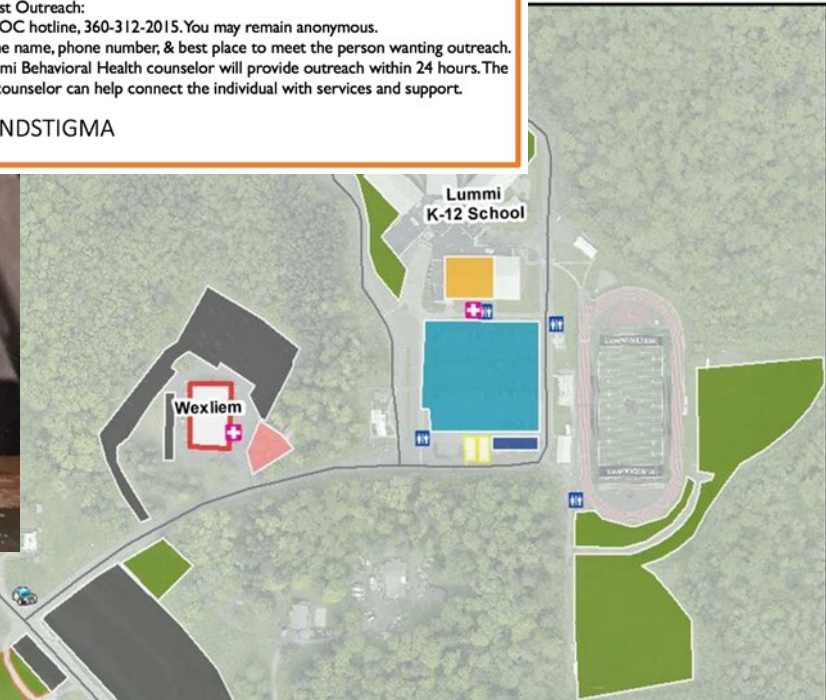 st Outreach:
OC hotline, 360-312-2015. You may remain anonymous.
e name, phone number, & best place to meet the person wanting outreach.
mi Behavioral Health counselor will provide outreach within 24 hours. The
ounselor can help connect the individual with services and support.
NDSTIGMA
Lummi
K-12 School
Wexliem